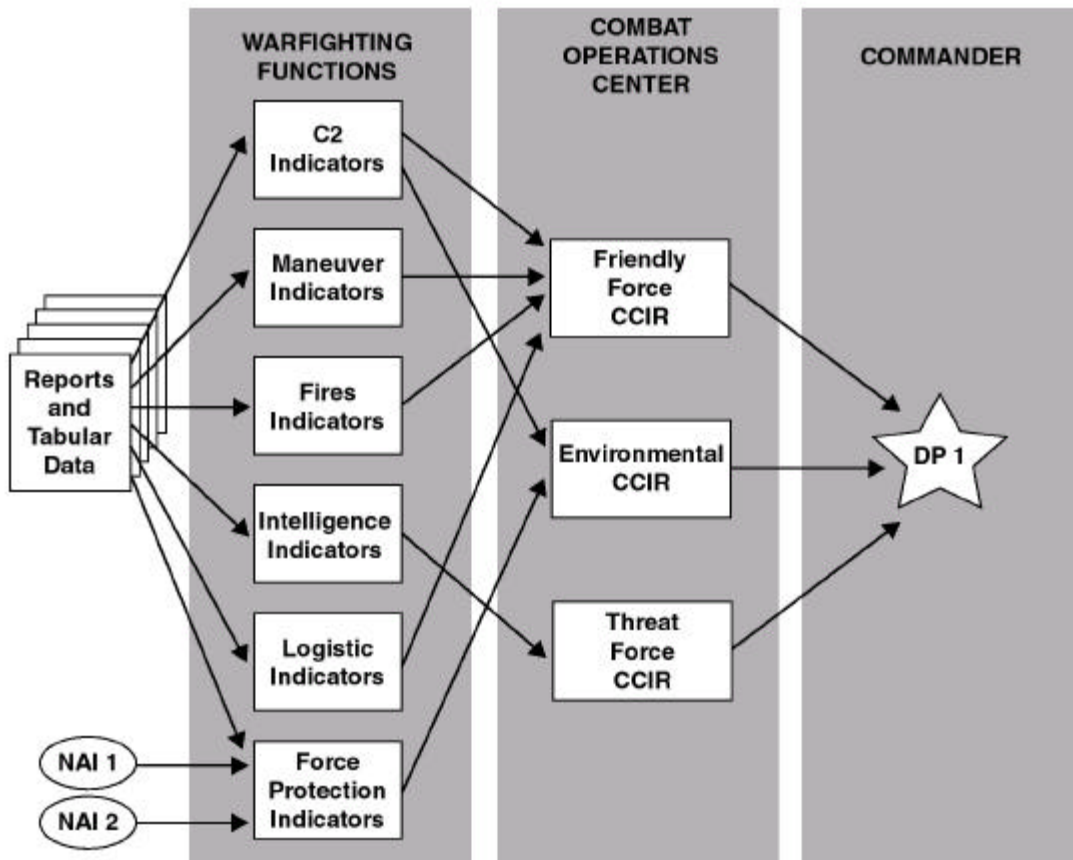 WARFIGHTING
FUNCTIONS
COMBAT
OPERATIONS
CENTER
COMMANDER
C2
Indicators
Maneuver
Indicators
Fires
Indicators
Intelligence
Indicators
Logistic
Indicators
Force
Protection
Indicators
Reports
and
Tabular
Data
NAI 1
NAI 2
Friendly
Force
CCIR
Environmental
CCIR
Threat
Force
CCIR
DP 1